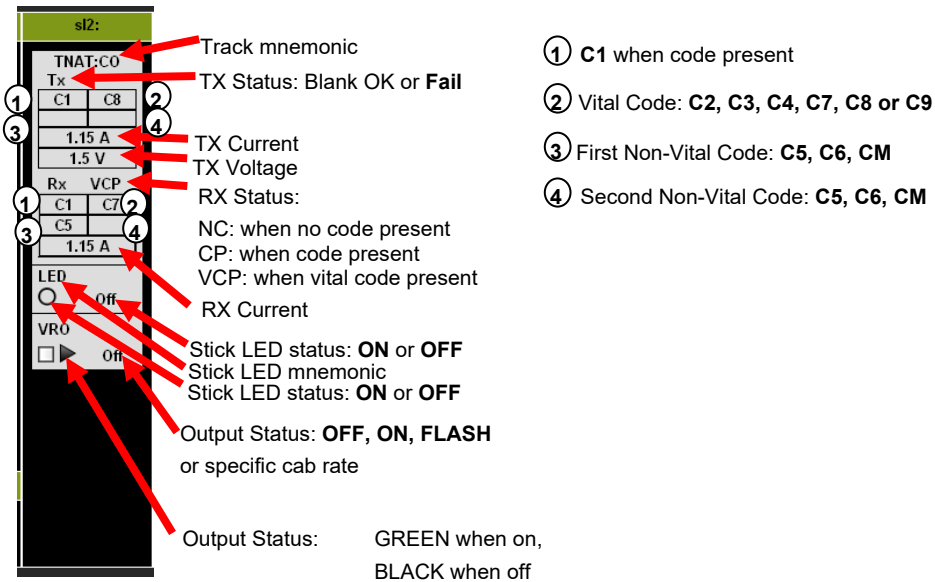 sl2:
TNAT:CO
Tx
1 C1 C8 2
3 4
1.15 A
1.5 V
Rx VCP
1 C1 C7 2
3 C5 4
1.15 A
LED
Off
VRO
Off
Track mnemonic
TX Status: Blank OK or Fail
TX Current
TX Voltage
RX Status:
NC: when no code present
CP: when code present
VCP: when vital code present
RX Current
Stick LED status: ON or OFF
Stick LED mnemonic
Stick LED status: ON or OFF
Output Status: OFF, ON, FLASH
or specific cab rate
Output Status: GREEN when on,
BLACK when off
1 C1 when code present
2 Vital Code: C2, C3, C4, C7, C8 or C9
3 First Non-Vital Code: C5, C6, CM
4 Second Non-Vital Code: C5, C6, CM